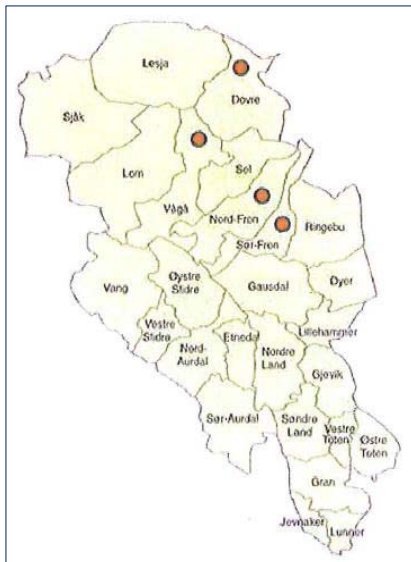 Lesja
Dovre
Sjåk
Lom
Sel
Vågå
Nord-Fron
Ringebu
Sør-Fron
Vang
Øystre
Slidre
Gausdal
Øyer
Vestre
Slidre
Lillehammer
Nord-
Aurdal
Etnedal
Nordre
Land
Gjøvik
Sør-Aurdal
Søndre
Land
Vestre
Toten
Østre
Toten
Gran
Jevnaker
Lunner